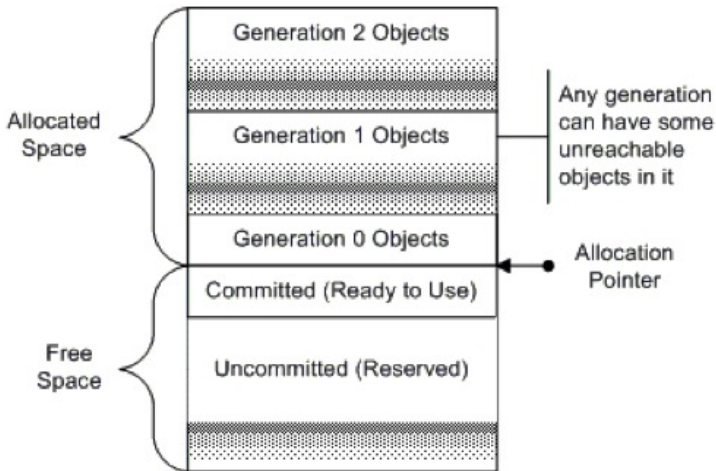 Generation 2 Objects
Allocated
Space
Generation 1 Objects
Any generation
can have some
unreachable
objects in it
Generation 0 Objects
Allocation
Pointer
Committed (Ready to Use)
Free
Space
Uncommitted (Reserved)